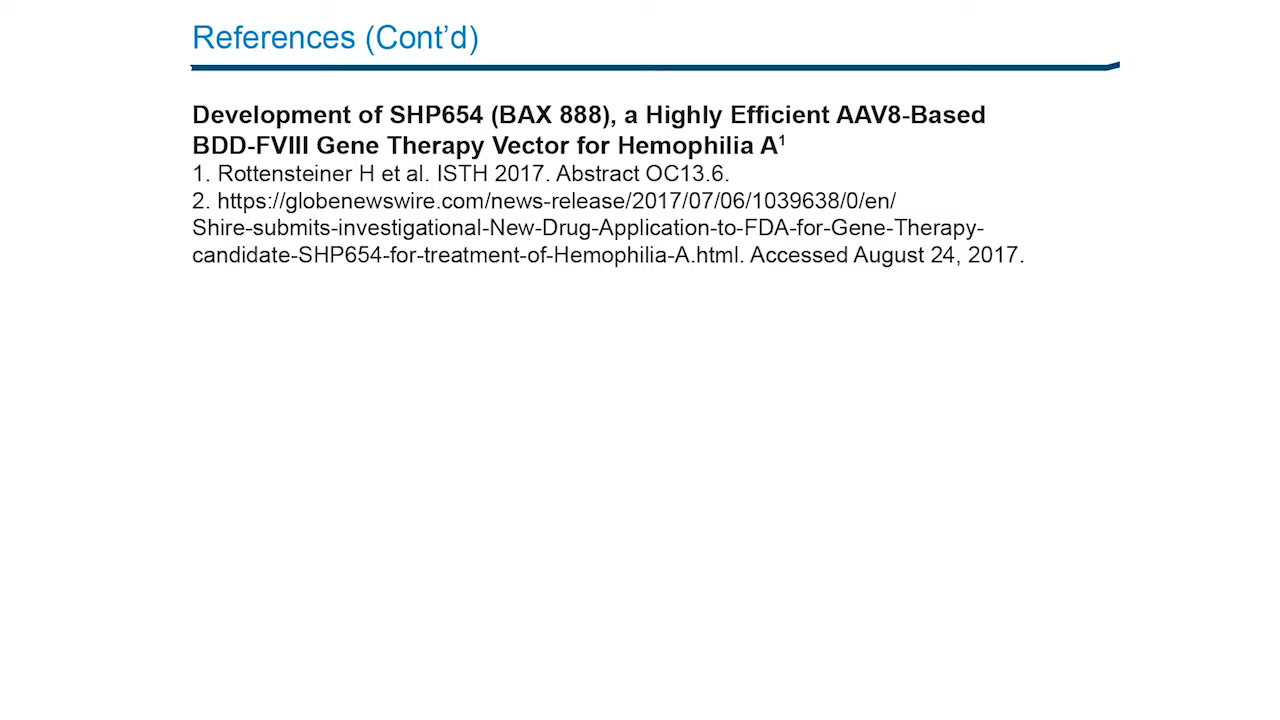 References (Cont’d)
Development of SHP654 (BAX 888), a Highly Efficient AAV8-Based
BDD-FVIII Gene Therapy Vector for Hemophilia A¹
1. Rottensteiner H et al. ISTH 2017. Abstract OC13.6.
2. https://globenewswire.com/news-release/2017/07/06/1039638/0/en/
Shire-submits-investigational-New-Drug-Application-to-FDA-for-Gene-Therapy-
candidate-SHP654-for-treatment-of-Hemophilia-A.html. Accessed August 24, 2017.